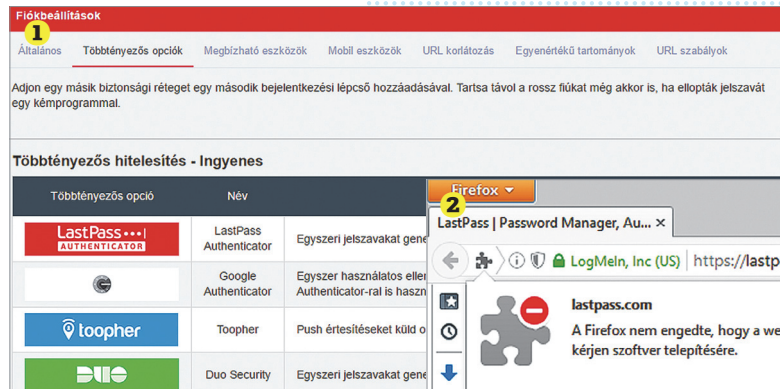 Fiókbeállítások
1
Általános Többtényezős opciók Megbízható eszközök Mobil eszközök URL korlátozás Egyenértékű tartományok URL szabályok
Adjon egy másik biztonsági réteget egy második bejelentkezési lépcső hozzáadásával. Tartsa távol a rossz fiúkat még akkor is, ha ellopták jelszavát
egy kémprogrammal.
Többtényezős hitelesítés - Ingyenes
Többtényezős opció Név
LastPass
AUTHENTICATOR
LastPass
Authenticator
Egyszeri jelszavakat gene
Google
Authenticator
Egyszer használatos elle
Authenticator-ral is haszn
toopher
Toopher
Push értesítéseket küld o
DUO
Duo Security
Egyszeri jelszavakat gene
Firefox
2
LastPass | Password Manager, Au... ×
LogMeIn, Inc (US) https://lastp
lastpass.com
A Firefox nem engedte, hogy a we
kérjen szoftver telepítésére.